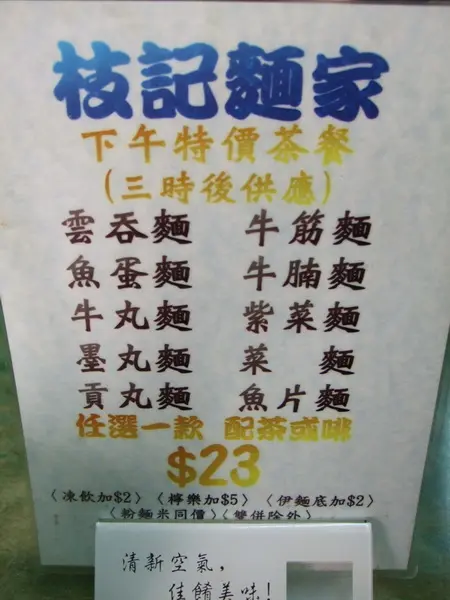 枝記麵家
下午特價茶餐
(三時後供應)
雲吞麵 牛筋麵
魚蛋麵 牛腩麵
牛丸麵 紫菜麵
墨丸麵 菜 麵
貢丸麵 魚片麵
任選一款 配茶或啡
$23
〈凍飲加$2〉〈檸樂加$5〉〈伊麵底加$2〉
〈粉麵米同價〉〈雙併除外〉
清新空氣，
佳餚美味!